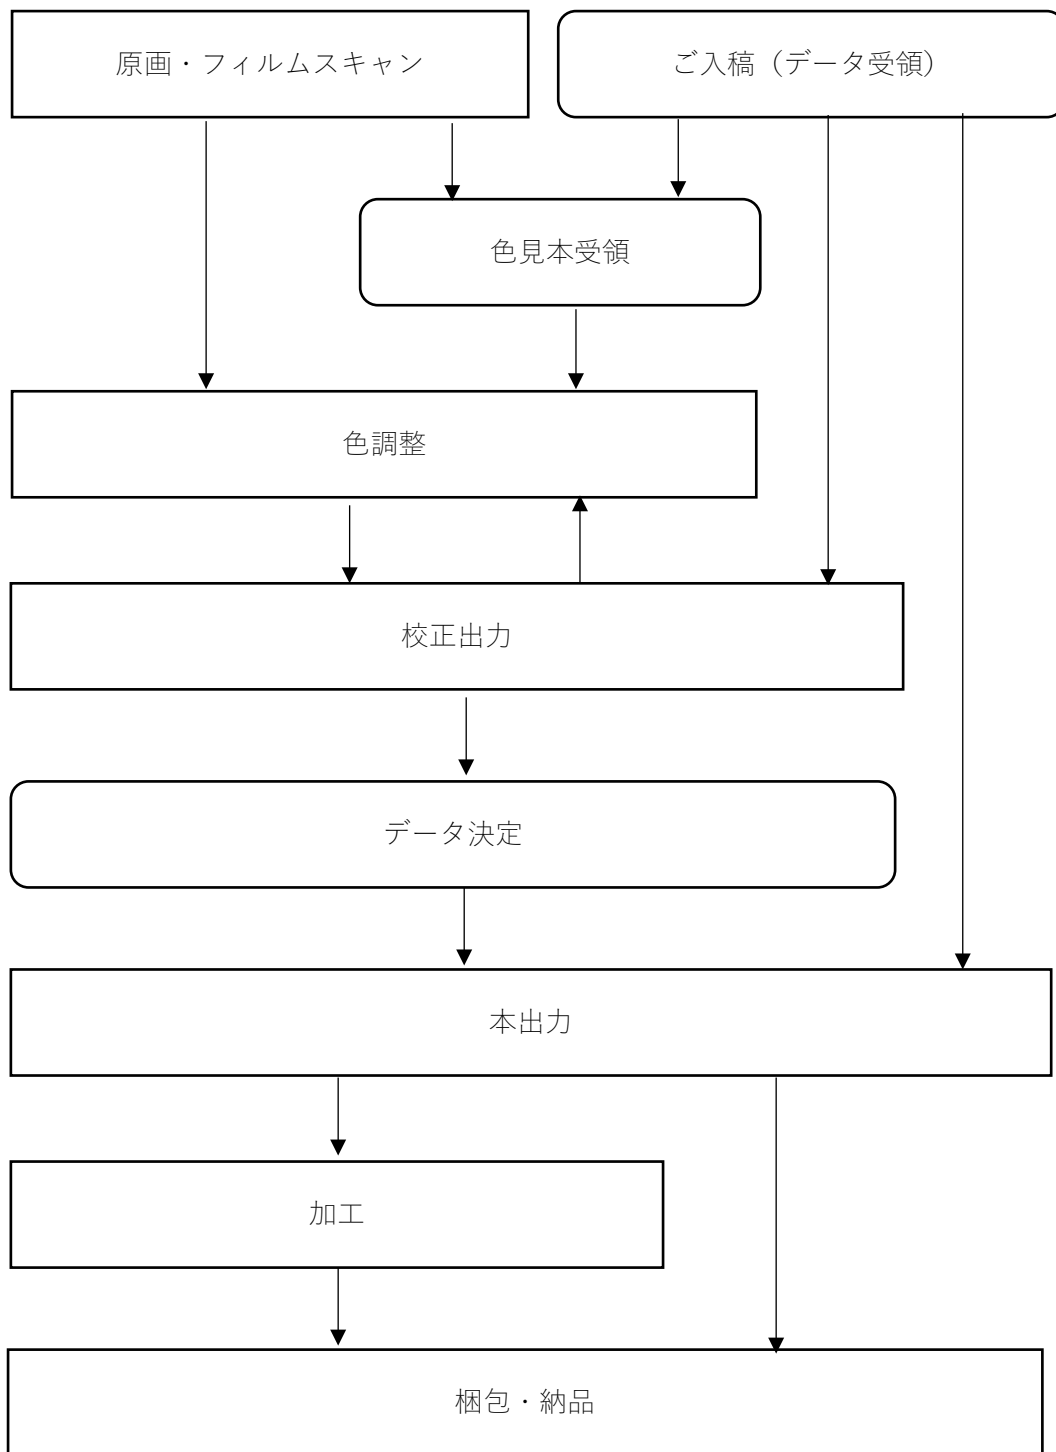 原画・フィルムスキャン
ご入稿（データ受領）
色見本受領
色調整
校正出力
データ決定
本出力
加工
梱包・納品